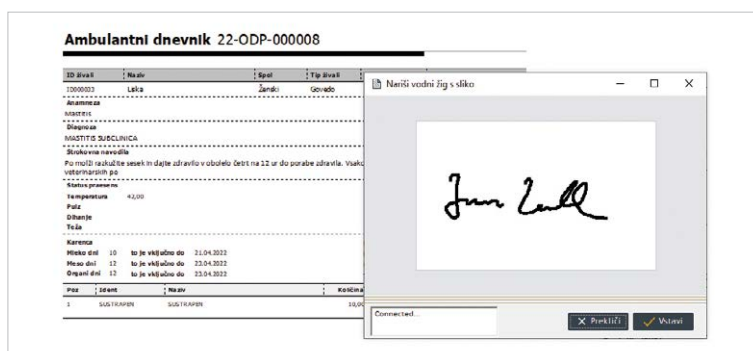 Ambulantni dnevnik 22-ODP-000008
ID živali Naziv Spol Tip živali
Liska Ženski Govedo
Anamneza
MASTITIS
Diagnoza
MASTITIS SUBCLINICA
Strokovna navodila
Po molži razkužite sesek in dajte zdravilo v obolelo četrt na 12 ur do porabe zdravila. Vsako
veterinarskih po
Status praesens
Temperatura 42,00
Pulz
Dihanje
Teža
Karenca
Mleko dni 10 to je vključno do 21.04.2022
Meso dni 12 to je vključno do 23.04.2022
Organi dni 12 to je vključno do 23.04.2022
Poz Ident Naziv Količina
1 SUSTRAPEN SUSTRAPEN 10,00
Nariši vodni žig s sliko
Connected...
Prekliči Vstavi